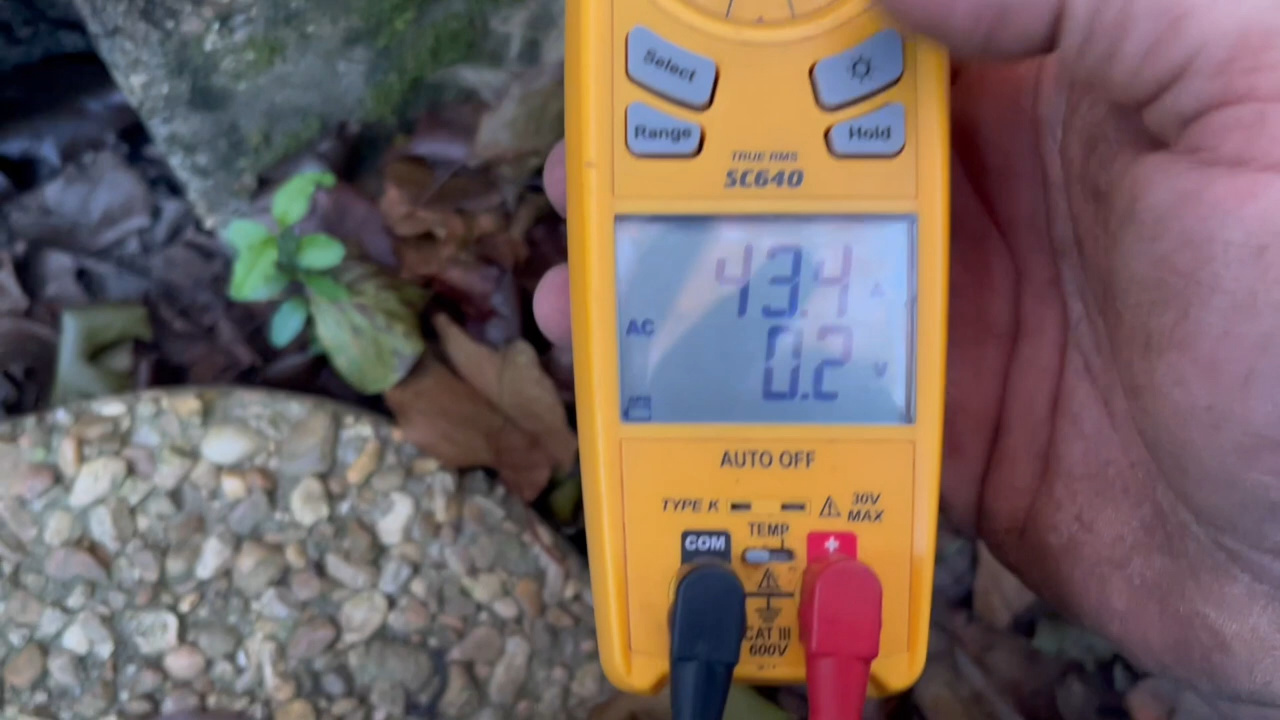 Select
Range
Hold
TRUE RMS
SC640
43.4 A
AC
0.2 V
AUTO OFF
TYPE K
30V
MAX
TEMP
COM
+
CAT III
600V